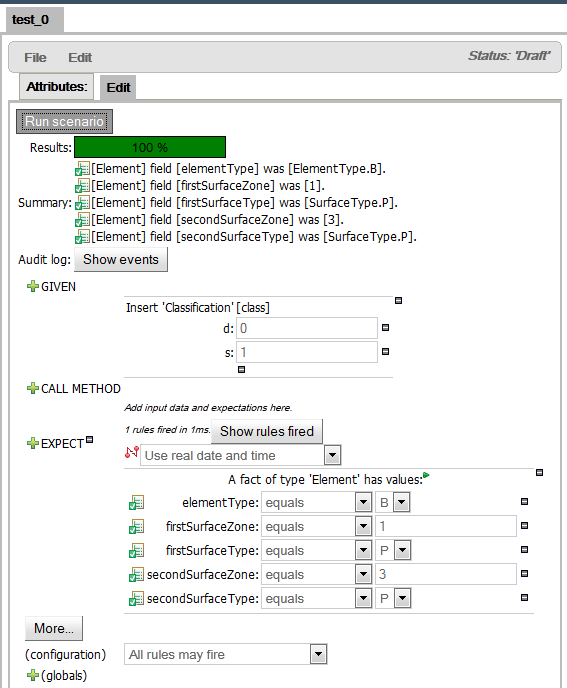 test_0
File Edit Status: 'Draft'
Attributes: Edit
Run scenario
Results: 100 %
[Element] field [elementType] was [ElementType.B].
[Element] field [firstSurfaceZone] was [1].
Summary: [Element] field [firstSurfaceType] was [SurfaceType.P].
[Element] field [secondSurfaceZone] was [3].
[Element] field [secondSurfaceType] was [SurfaceType.P].
Audit log: Show events
GIVEN
Insert 'Classification' [class]
d: 0
s: 1
CALL METHOD
Add input data and expectations here.
1 rules fired in 1ms. Show rules fired
EXPECT
Use real date and time
A fact of type 'Element' has values:
elementType: equals B
firstSurfaceZone: equals 1
firstSurfaceType: equals P
secondSurfaceZone: equals 3
secondSurfaceType: equals P
More...
(configuration) All rules may fire
(globals)